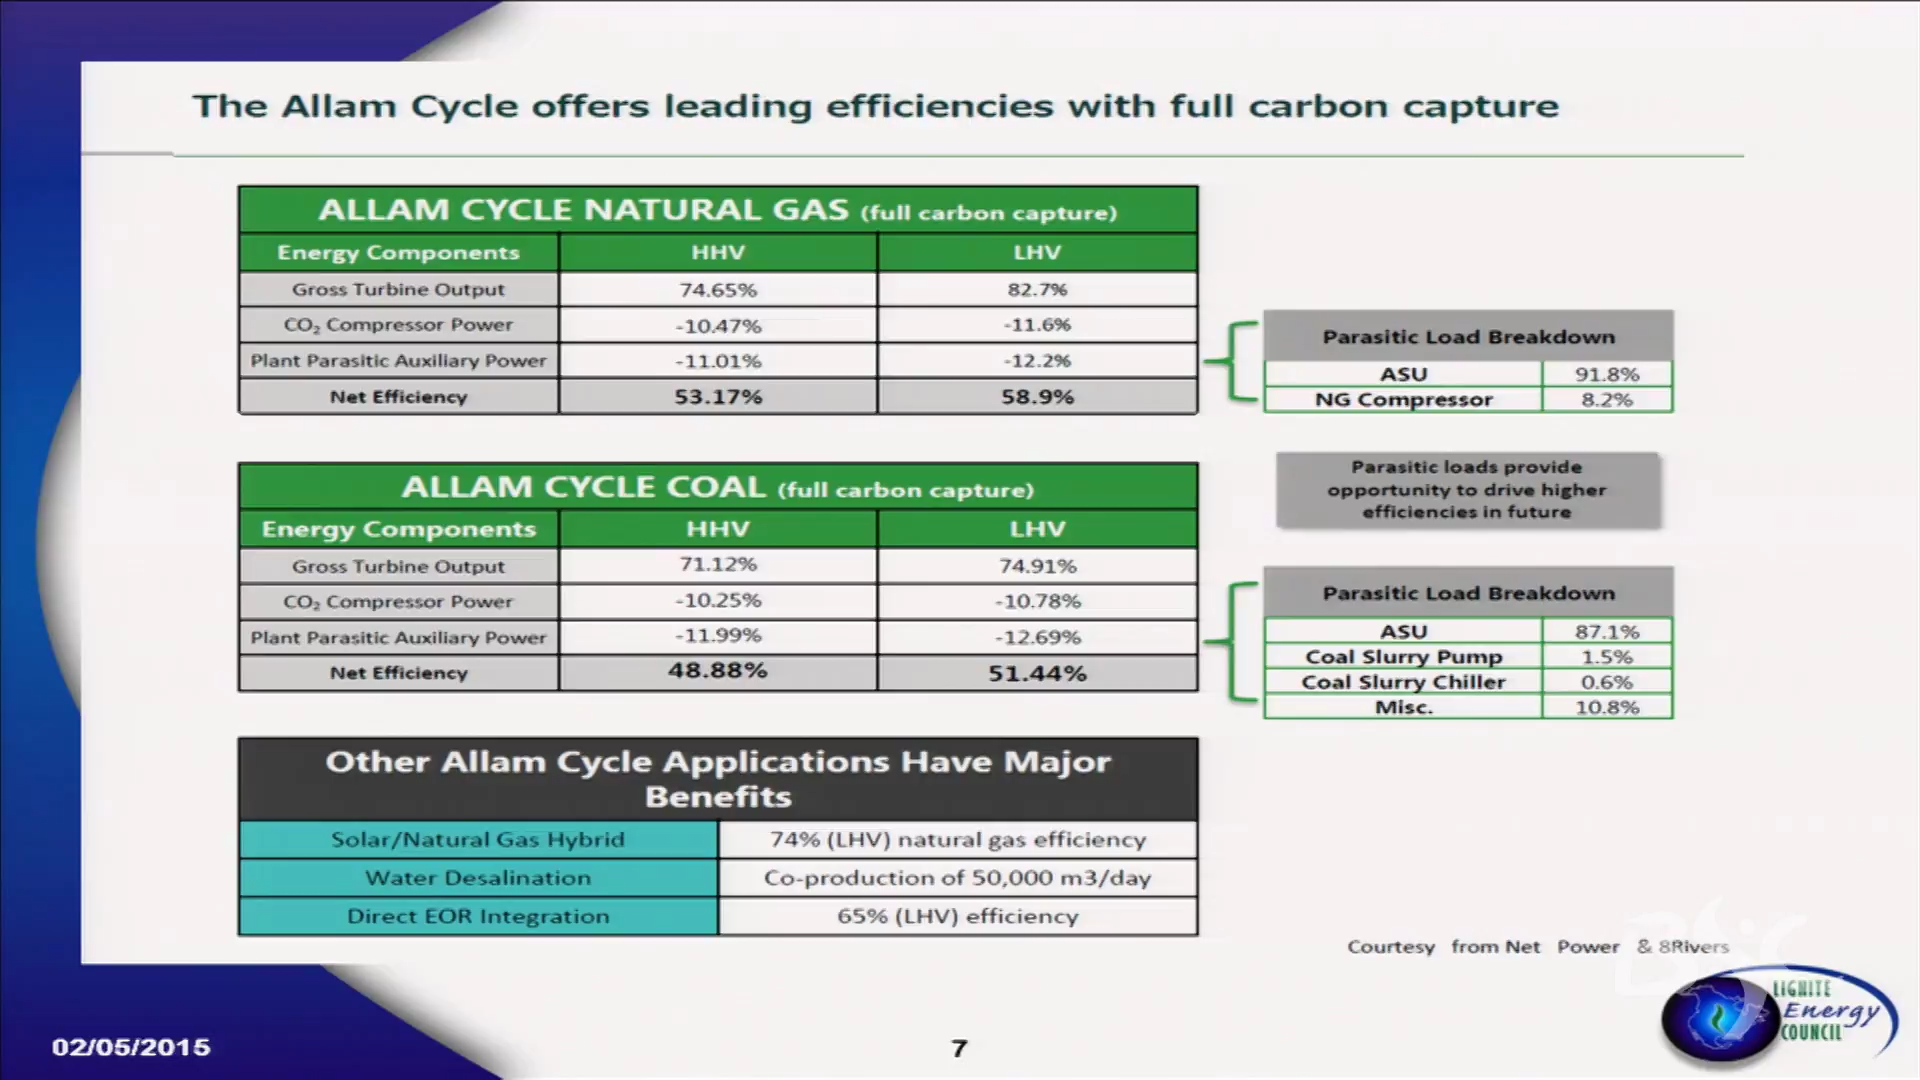 The Allam Cycle offers leading efficiencies with full carbon capture
ALLAM CYCLE NATURAL GAS (full carbon capture)
Energy Components HHV LHV
Gross Turbine Output 74.65% 82.7%
CO₂ Compressor Power -10.47% -11.6%
Plant Parasitic Auxiliary Power -11.01% -12.2%
Net Efficiency 53.17% 58.9%
Parasitic Load Breakdown
ASU 91.8%
NG Compressor 8.2%
Parasitic loads provide
opportunity to drive higher
efficiencies in future
ALLAM CYCLE COAL (full carbon capture)
Energy Components HHV LHV
Gross Turbine Output 71.12% 74.91%
CO₂ Compressor Power -10.25% -10.78%
Plant Parasitic Auxiliary Power -11.99% -12.69%
Net Efficiency 48.88% 51.44%
Parasitic Load Breakdown
ASU 87.1%
Coal Slurry Pump 1.5%
Coal Slurry Chiller 0.6%
Misc. 10.8%
Other Allam Cycle Applications Have Major
Benefits
Solar/Natural Gas Hybrid 74% (LHV) natural gas efficiency
Water Desalination Co-production of 50,000 m3/day
Direct EOR Integration 65% (LHV) efficiency
Courtesy from Net Power & 8Rivers
LIGNITE
Energy
COUNCIL
02/05/2015
7